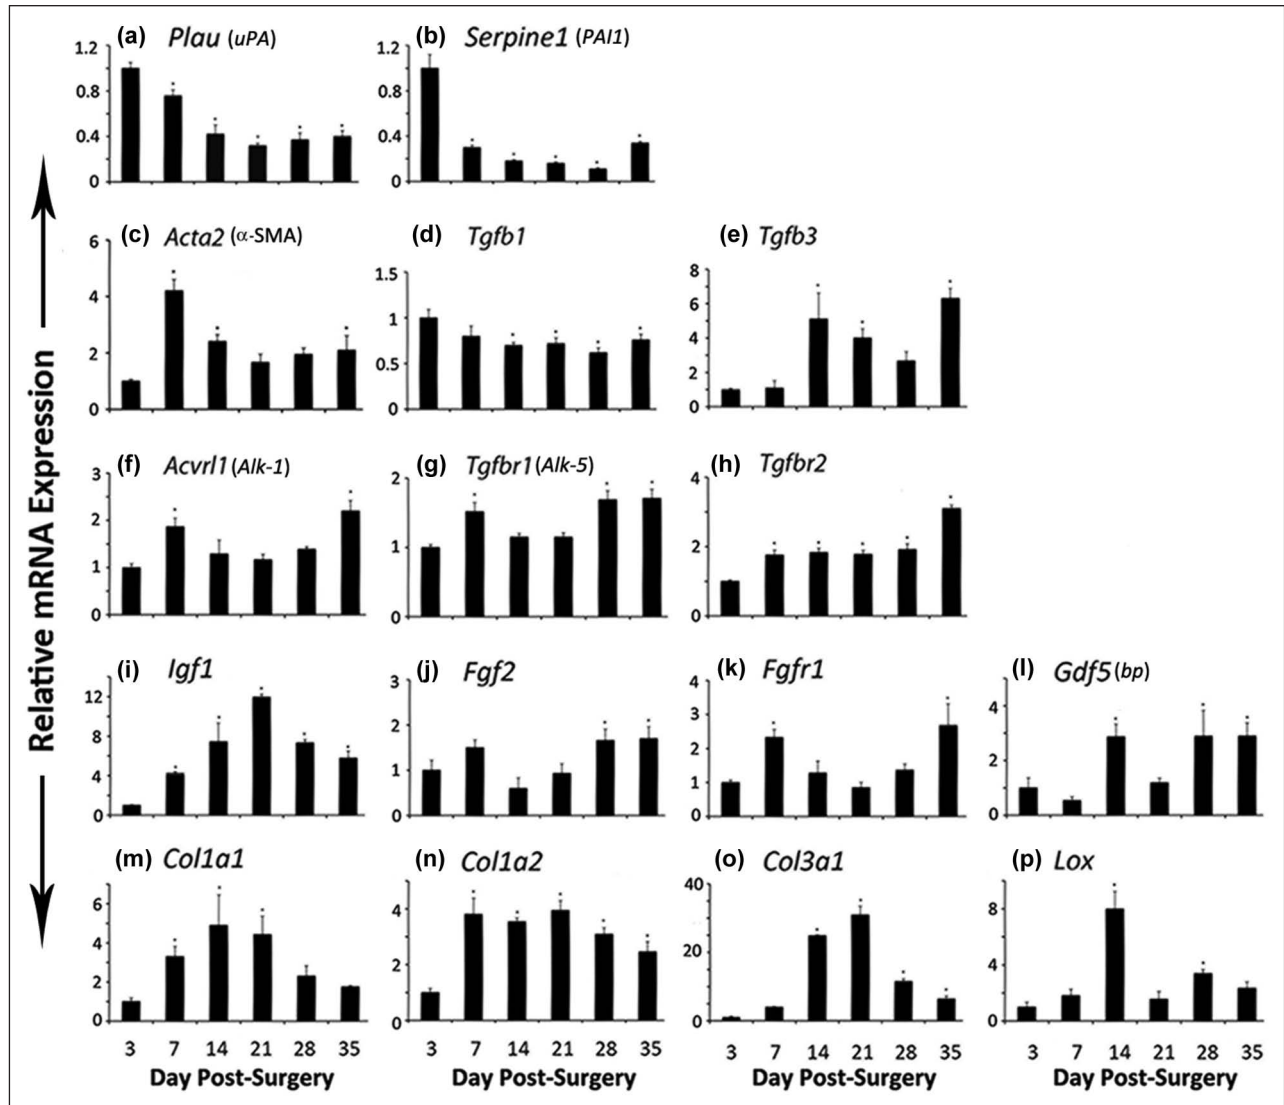 (a) Plau (uPA)
(b) Serpine1 (PAI1)
1.2
0.8
0.4
0
1.2
0.8
0.4
0
(c) Acta2 (α-SMA)
(d) Tgfb1
(e) Tgfb3
6
4
2
0
1.5
1
0.5
0
8
6
4
2
0
(f) Acvrl1 (Alk-1)
(g) Tgfbr1 (Alk-5)
(h) Tgfbr2
3
2
1
0
2
1
0
4
2
0
(i) Igf1
(j) Fgf2
(k) Fgfr1
(l) Gdf5 (bp)
12
8
4
0
3
2
1
0
4
3
2
1
0
4
2
0
(m) Col1a1
(n) Col1a2
(o) Col3a1
(p) Lox
6
4
2
0
4
2
0
40
20
0
8
4
0
3 7 14 21 28 35
3 7 14 21 28 35
3 7 14 21 28 35
3 7 14 21 28 35
Day Post-Surgery
Day Post-Surgery
Day Post-Surgery
Day Post-Surgery
Relative mRNA Expression